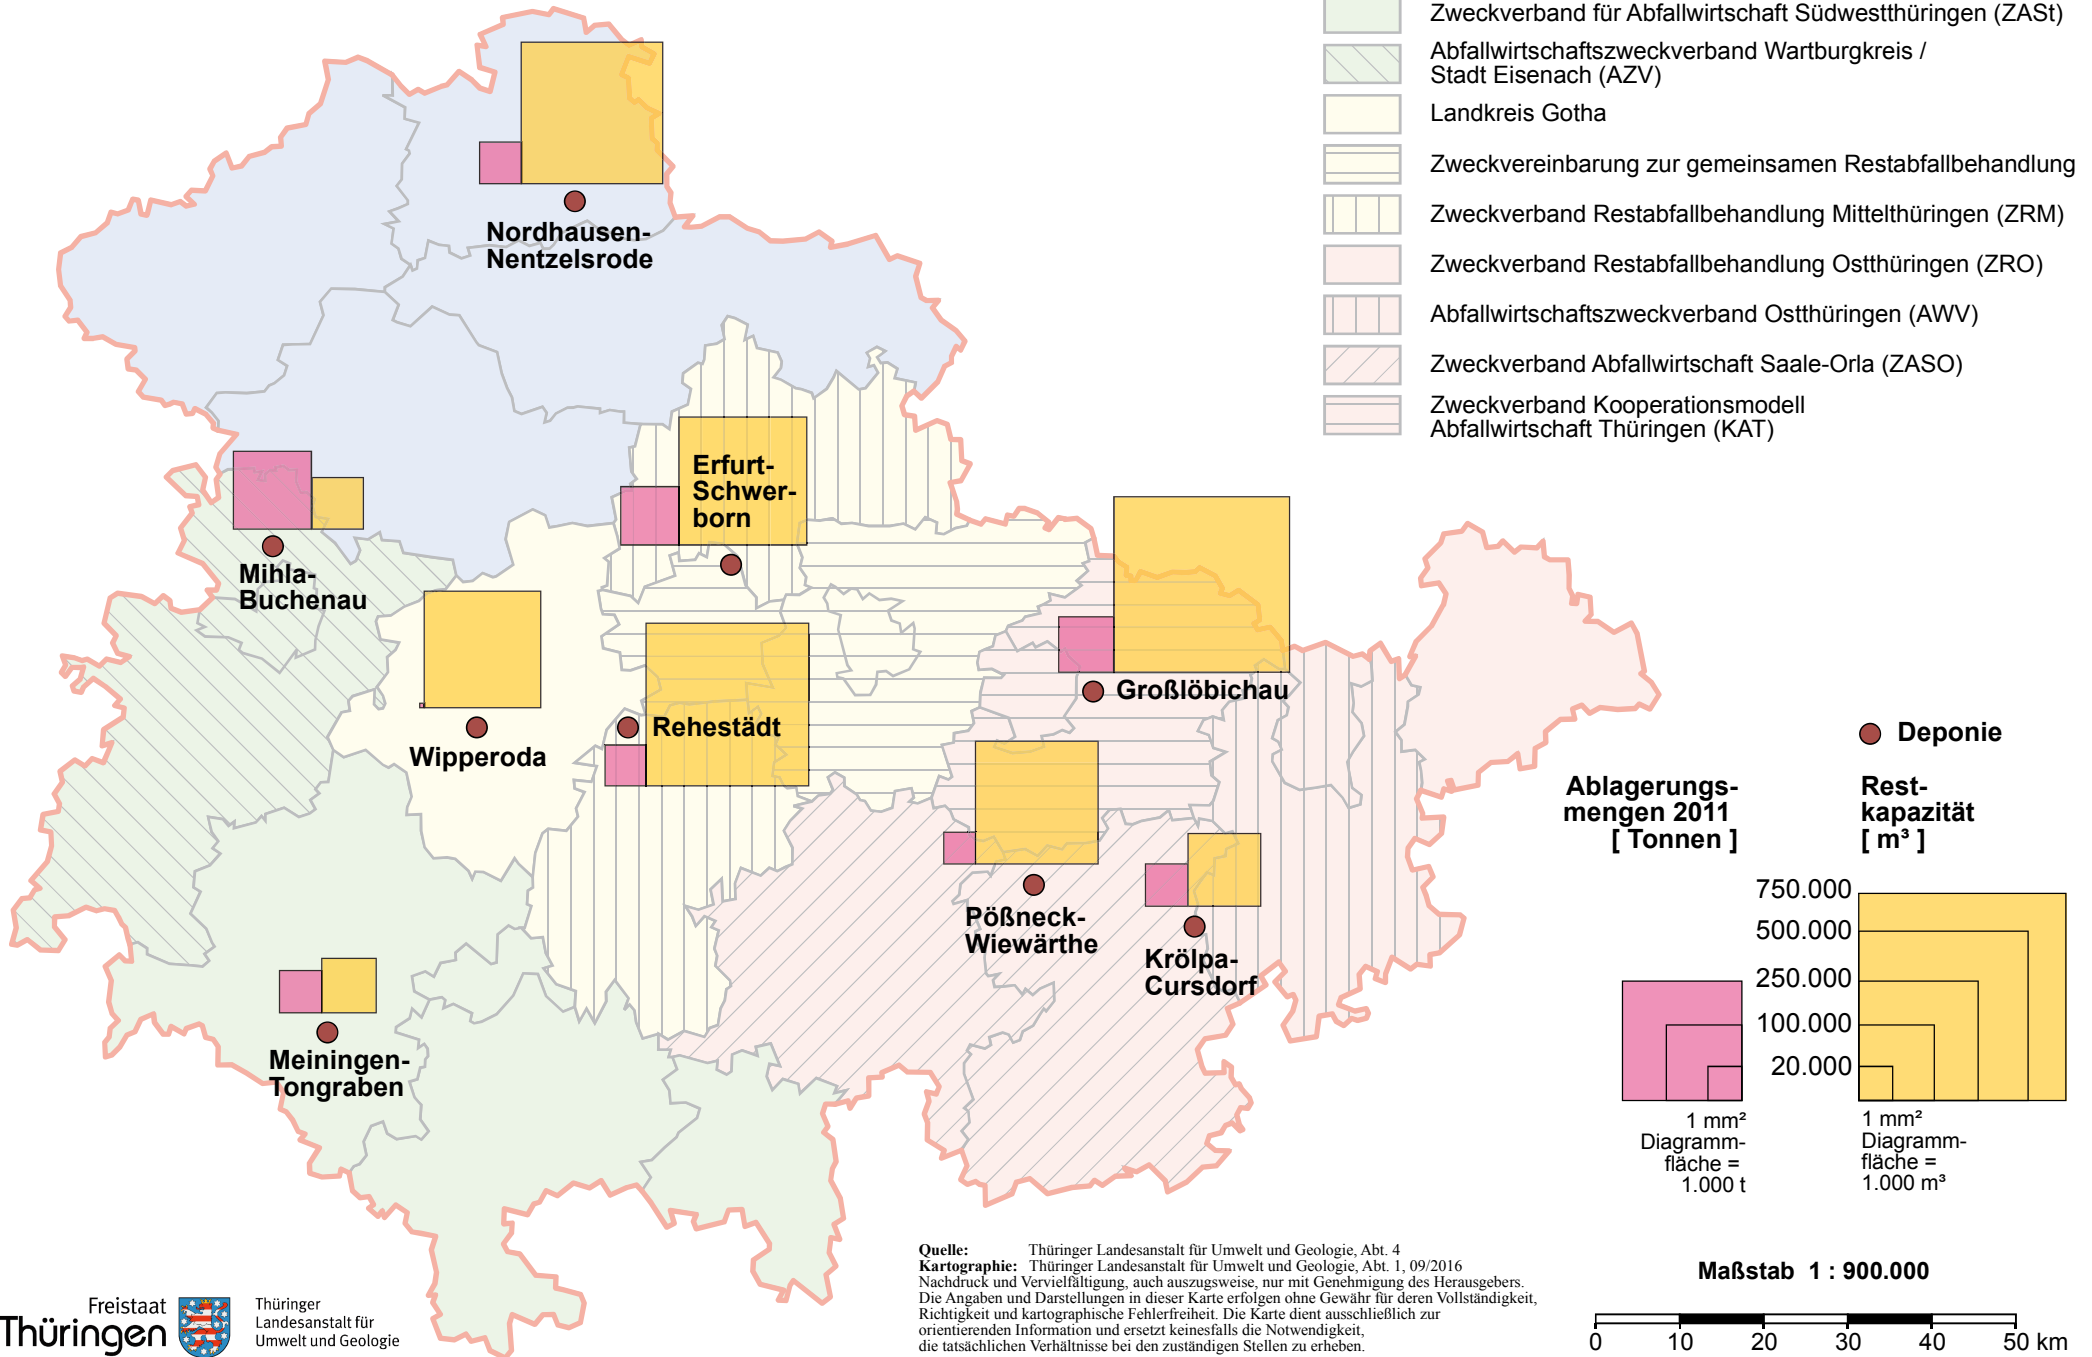 Zweckverband für Abfallwirtschaft Südwestthüringen (ZASt)
Abfallwirtschaftszweckverband Wartburgkreis /
Stadt Eisenach (AZV)
Landkreis Gotha
Zweckvereinbarung zur gemeinsamen Restabfallbehandlung
Zweckverband Restabfallbehandlung Mittelthüringen (ZRM)
Zweckverband Restabfallbehandlung Ostthüringen (ZRO)
Abfallwirtschaftszweckverband Ostthüringen (AWV)
Zweckverband Abfallwirtschaft Saale-Orla (ZASO)
Zweckverband Kooperationsmodell
Abfallwirtschaft Thüringen (KAT)
Nordhausen-
Nentzelsrode
Erfurt-
Schwer-
born
Mihla-
Buchenau
Wipperoda
Rehestädt
Großlöbichau
Pößneck-
Wiewärthe
Krölpa-
Cursdorf
Meiningen-
Tongraben
Deponie
Ablagerungs-
mengen 2011
[ Tonnen ]
Rest-
kapazität
[ m³ ]
750.000
500.000
250.000
100.000
20.000
1 mm²
Diagramm-
fläche =
1.000 t
1 mm²
Diagramm-
fläche =
1.000 m³
Maßstab 1 : 900.000
0 10 20 30 40 50 km
Quelle: Thüringer Landesanstalt für Umwelt und Geologie, Abt. 4
Kartographie: Thüringer Landesanstalt für Umwelt und Geologie, Abt. 1, 09/2016
Nachdruck und Vervielfältigung, auch auszugsweise, nur mit Genehmigung des Herausgebers.
Die Angaben und Darstellungen in dieser Karte erfolgen ohne Gewähr für deren Vollständigkeit,
Richtigkeit und kartographische Fehlerfreiheit. Die Karte dient ausschließlich zur
orientierenden Information und ersetzt keinesfalls die Notwendigkeit,
die tatsächlichen Verhältnisse bei den zuständigen Stellen zu erheben.
Freistaat
Thüringen
Thüringer
Landesanstalt für
Umwelt und Geologie